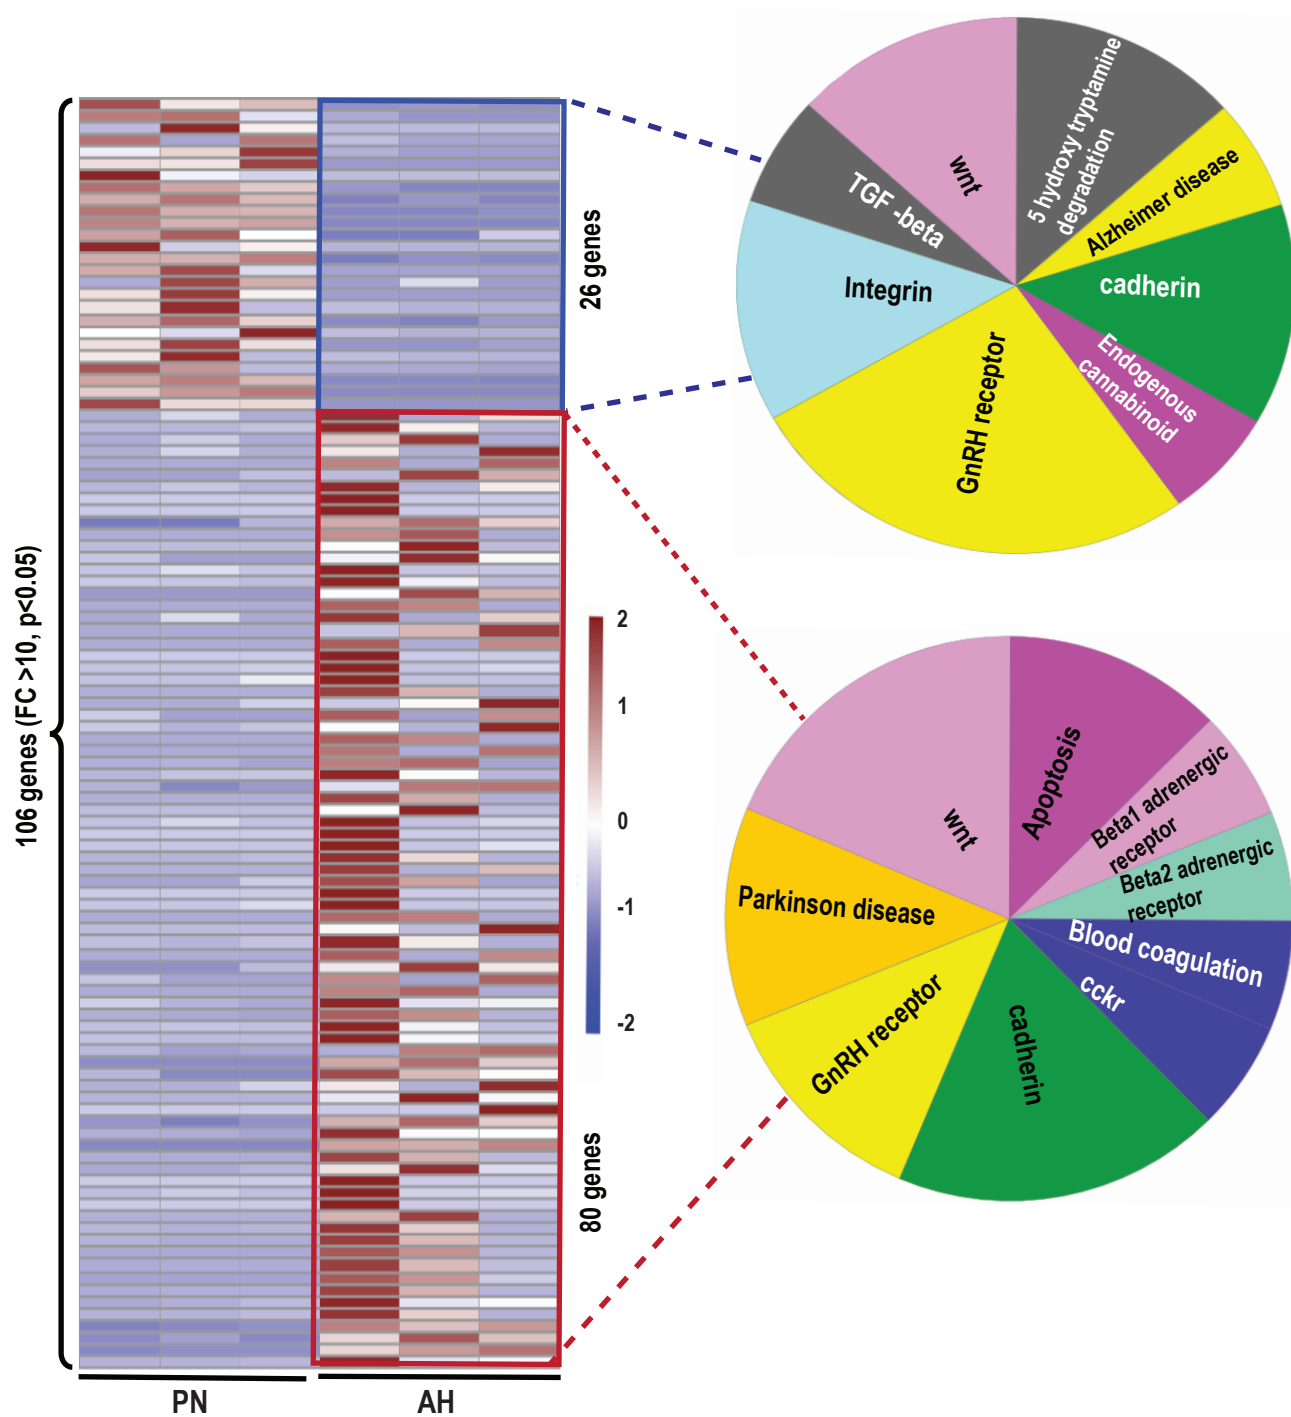 106 genes (FC >10, p<0.05)
PN
AH
26 genes
80 genes
2
1
0
-1
-2
wnt
5 hydroxy tryptamine
degradation
Alzheimer disease
cadherin
Endogenous
cannabinoid
GnRH receptor
Integrin
TGF -beta
wnt
Apoptosis
Beta1 adrenergic
receptor
Beta2 adrenergic
receptor
Blood coagulation
cckr
cadherin
GnRH receptor
Parkinson disease